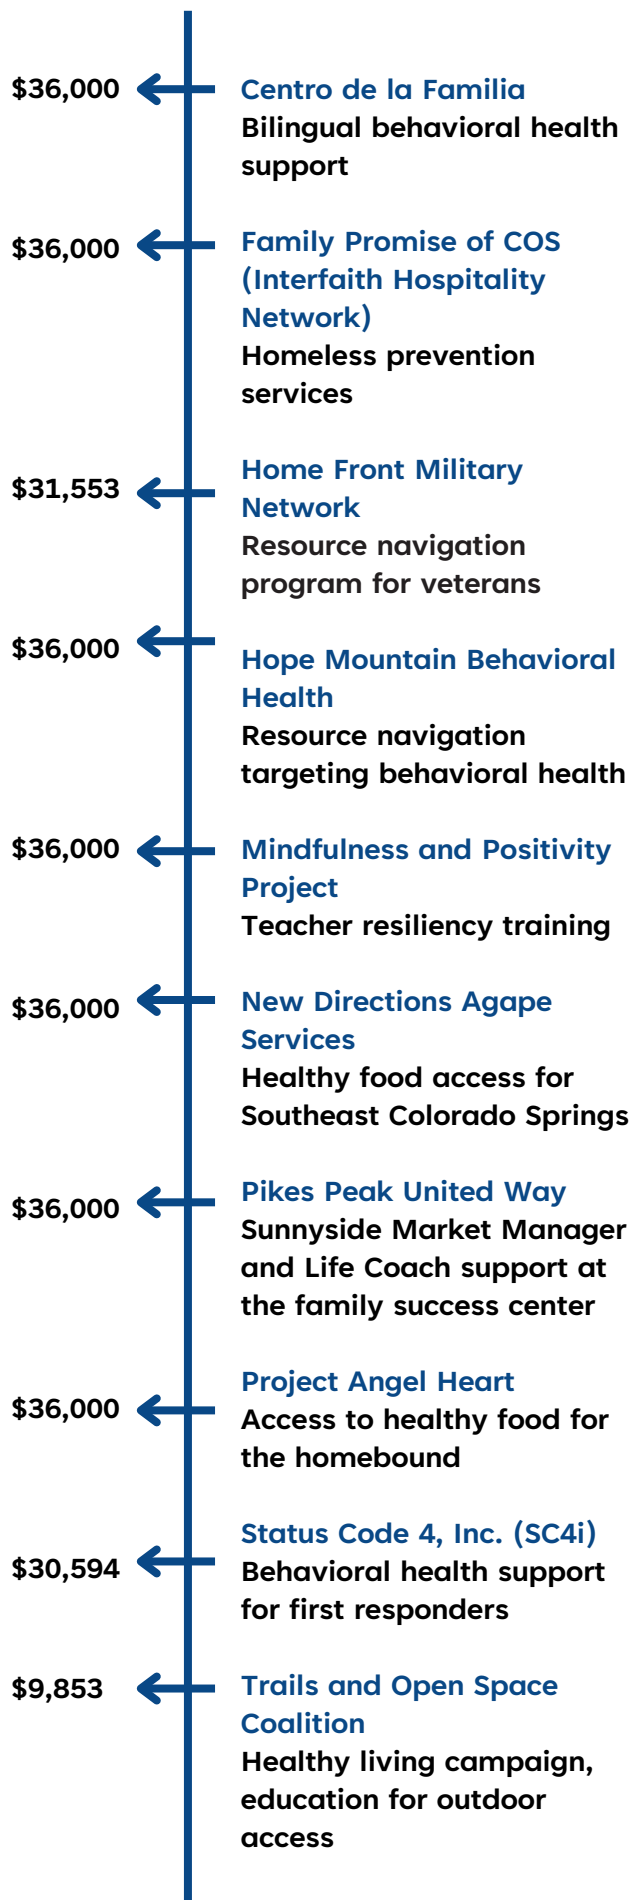 $36,000
Centro de la Familia
Bilingual behavioral health
support
$36,000
Family Promise of COS
(Interfaith Hospitality
Network)
Homeless prevention
services
$31,553
Home Front Military
Network
Resource navigation
program for veterans
$36,000
Hope Mountain Behavioral
Health
Resource navigation
targeting behavioral health
$36,000
Mindfulness and Positivity
Project
Teacher resiliency training
$36,000
New Directions Agape
Services
Healthy food access for
Southeast Colorado Springs
$36,000
Pikes Peak United Way
Sunnyside Market Manager
and Life Coach support at
the family success center
$36,000
Project Angel Heart
Access to healthy food for
the homebound
$30,594
Status Code 4, Inc. (SC4i)
Behavioral health support
for first responders
$9,853
Trails and Open Space
Coalition
Healthy living campaign,
education for outdoor
access